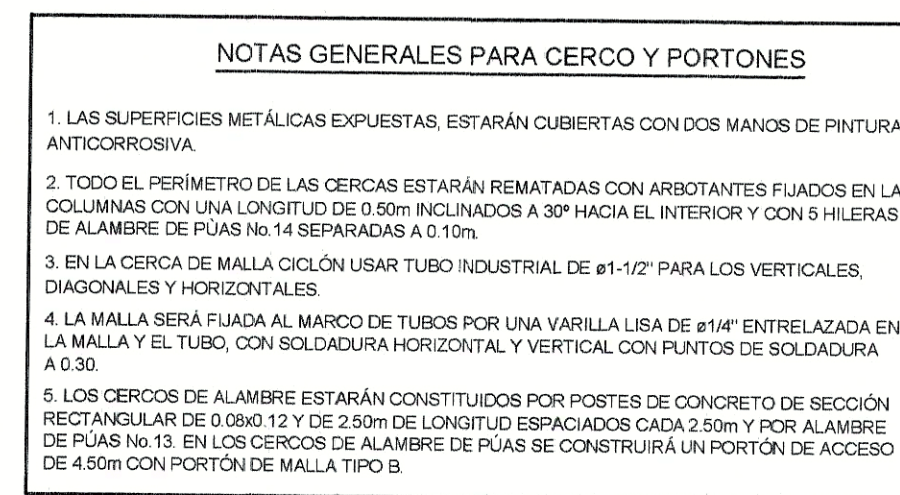 NOTAS GENERALES PARA CERCO Y PORTONES
1. LAS SUPERFICIES METÁLICAS EXPUESTAS, ESTARÁN CUBIERTAS CON DOS MANOS DE PINTURA
ANTICORROSIVA.
2. TODO EL PERÍMETRO DE LAS CERCAS ESTARÁN REMATADAS CON ARBOTANTES FIJADOS EN LA
COLUMNAS CON UNA LONGITUD DE 0.50m INCLINADOS A 30º HACIA EL INTERIOR Y CON 5 HILERAS
DE ALAMBRE DE PÙAS No.14 SEPARADAS A 0.10m.
3. EN LA CERCA DE MALLA CICLÓN USAR TUBO INDUSTRIAL DE ø1-1/2" PARA LOS VERTICALES,
DIAGONALES Y HORIZONTALES.
4. LA MALLA SERÁ FIJADA AL MARCO DE TUBOS POR UNA VARILLA LISA DE ø1/4" ENTRELAZADA EN
LA MALLA Y EL TUBO, CON SOLDADURA HORIZONTAL Y VERTICAL CON PUNTOS DE SOLDADURA
A 0.30.
5. LOS CERCOS DE ALAMBRE ESTARÁN CONSTITUIDOS POR POSTES DE CONCRETO DE SECCIÓN
RECTANGULAR DE 0.08x0.12 Y DE 2.50m DE LONGITUD ESPACIADOS CADA 2.50m Y POR ALAMBRE
DE PÚAS No.13. EN LOS CERCOS DE ALAMBRE DE PÚAS SE CONSTRUIRÁ UN PORTÓN DE ACCESO
DE 4.50m CON PORTÓN DE MALLA TIPO B.